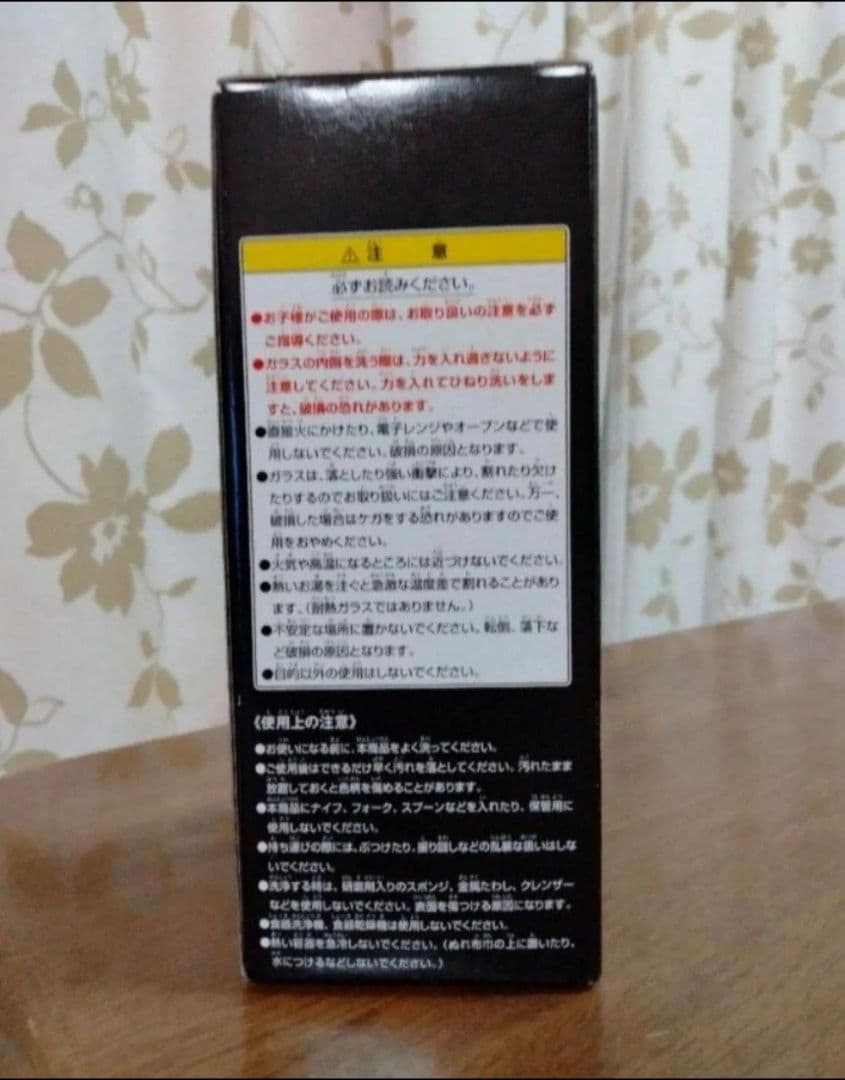 ⚠注 意
必ずお読みください。
●お子様がご使用の際は、お取り扱いの注意を必ず
ご指導ください。
●ガラスの内側を洗う際は、力を入れ過ぎないように
注意してください。力を入れてひねり洗いをしま
すと、破損の恐れがあります。
●直接火にかけたり、電子レンジやオーブンなどで使
用しないでください。破損の原因となります。
●ガラスは、落としたり強い衝撃により、割れたり欠け
たりするのでお取り扱いにはご注意ください。万一、
破損した場合はケガをする恐れがありますのでご使
用をおやめください。
●火気や高温になるところには近づけないでください。
●熱いお湯を注ぐと急激な温度差で割れることがあり
ます。(耐熱ガラスではありません。)
●不安定な場所に置かないでください。転倒、落下な
ど破損の原因となります。
●目的以外の使用はしないでください。
《使用上の注意》
●お使いになる前に、本商品をよく洗ってください。
●ご使用後はできるだけ早く汚れを落としてください。汚れたまま
放置しておくと色柄を傷めることがあります。
●本商品にナイフ、フォーク、スプーンなどを入れたり、保管用に
使用しないでください。
●持ち運びの際には、ぶつけたり、振り回しなどの乱暴な扱いはしな
いでください。
●洗浄する時は、研磨剤入りのスポンジ、金属たわし、クレンザー
などを使用しないでください。表面を傷つける原因になります。
●食器洗浄機、食器乾燥機は使用しないでください。
●熱い容器を急冷しないでください。(ぬれ布巾の上に置いたり、
水につけるなどしないでください。)